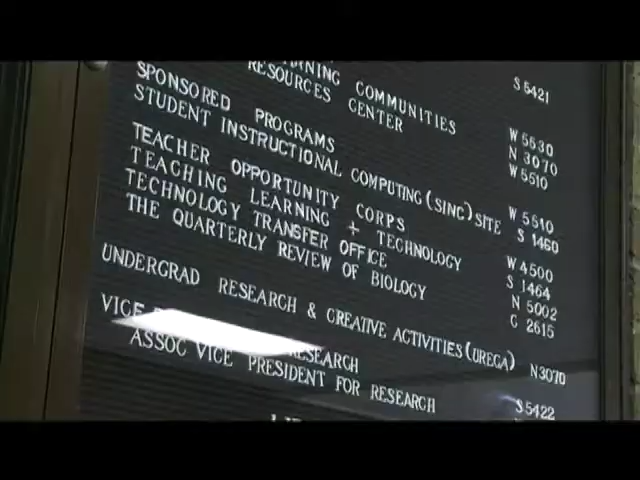 S 5421
W 5630
RNING COMMUNITIES N 3070
RESOURCES CENTER W 5510
SPONSORED PROGRAMS W 5510
STUDENT INSTRUCTIONAL COMPUTING (SINC) SITE S 1460
TEACHER OPPORTUNITY CORPS W 4500
TEACHING LEARNING + TECHNOLOGY S 1464
TECHNOLOGY TRANSFER OFFICE N 5002
THE QUARTERLY REVIEW OF BIOLOGY C 2615
UNDERGRAD RESEARCH & CREATIVE ACTIVITIES (UREGA) N3070
VICE RESEARCH S5422
ASSOC VICE PRESIDENT FOR RESEARCH